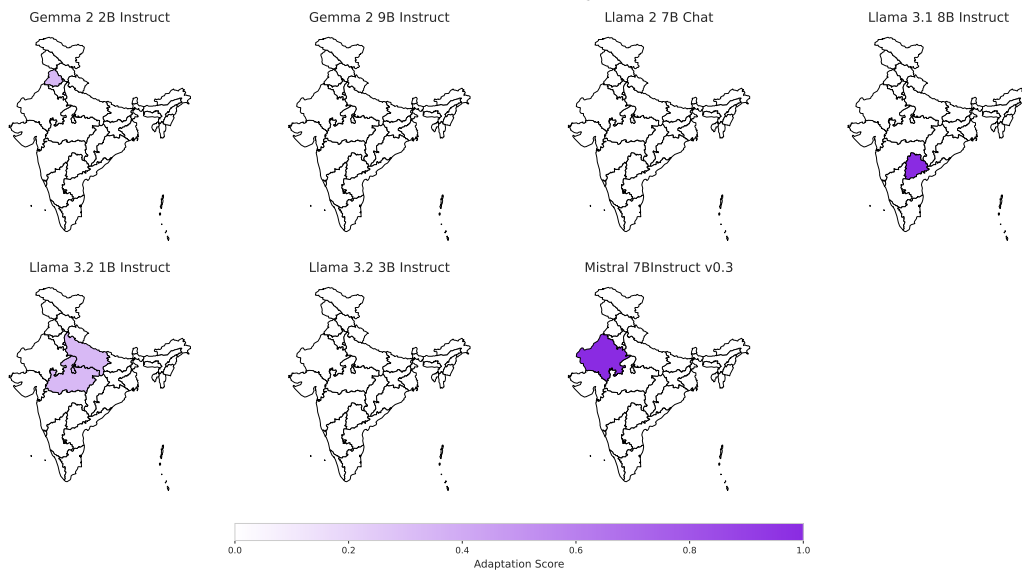 Gemma 2 2B Instruct
Gemma 2 9B Instruct
Llama 2 7B Chat
Llama 3.1 8B Instruct
Llama 3.2 1B Instruct
Llama 3.2 3B Instruct
Mistral 7BInstruct v0.3
0.0 0.2 0.4 0.6 0.8 1.0
Adaptation Score